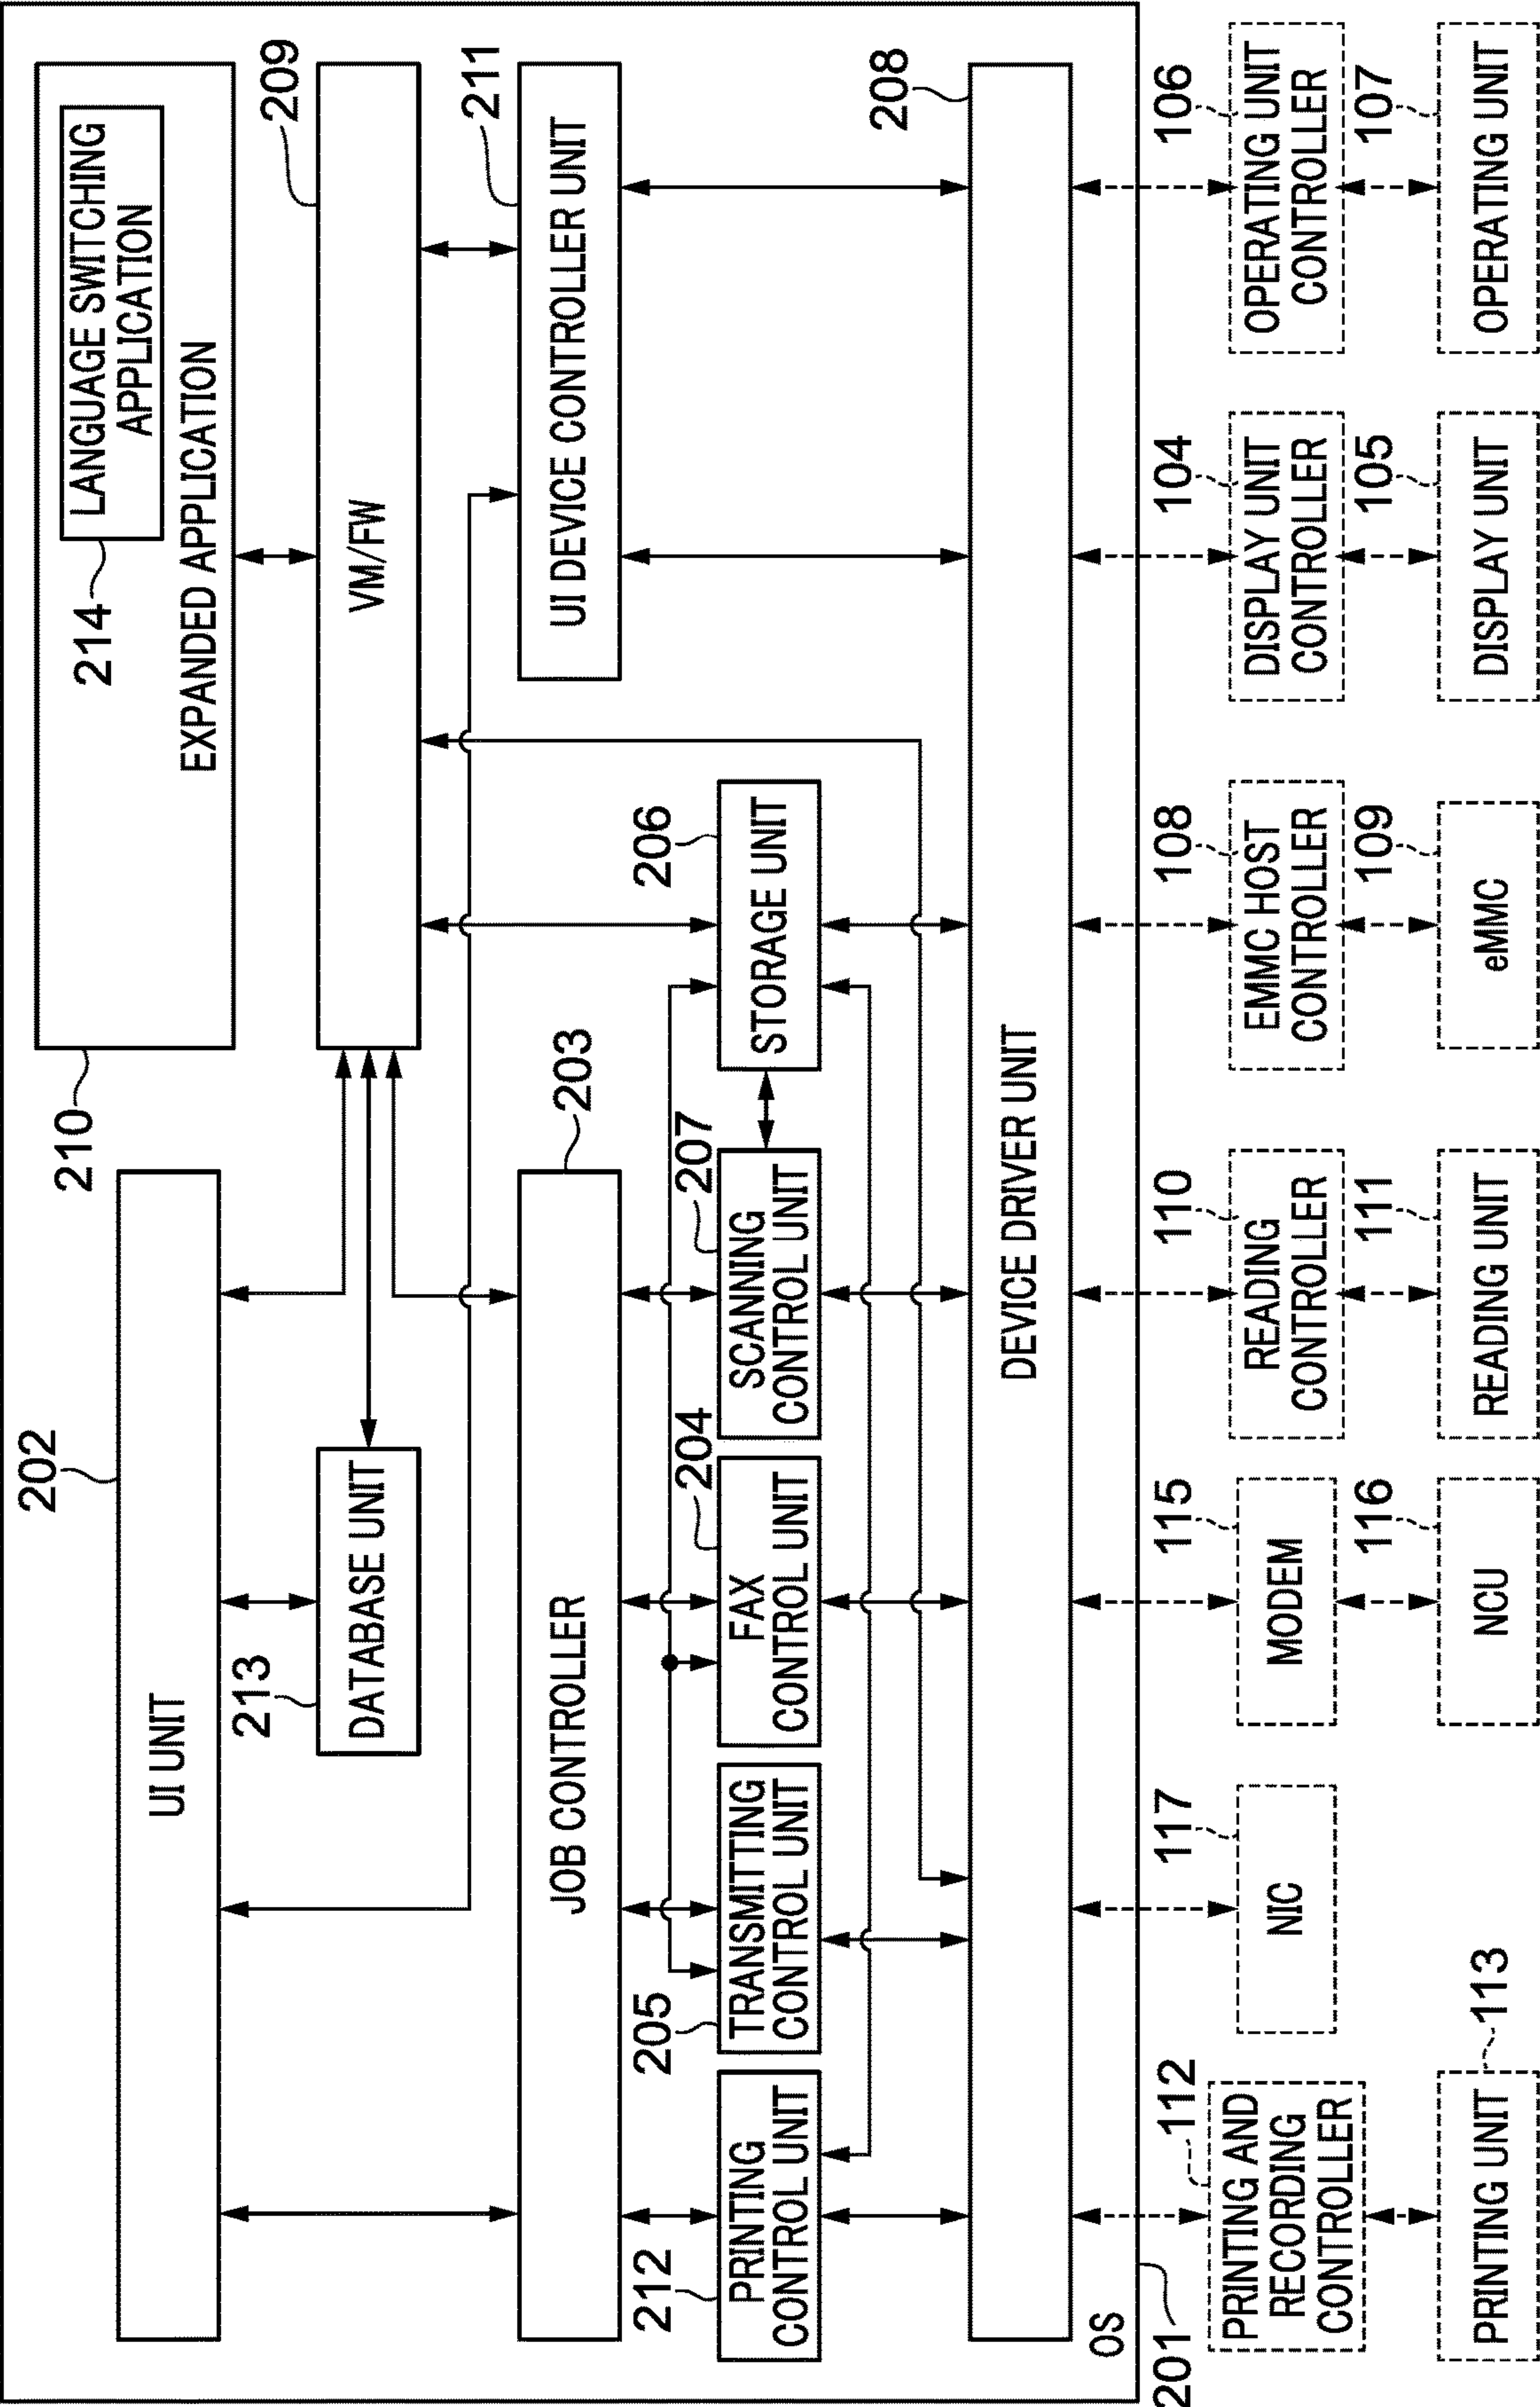 210
214
LANGUAGE SWITCHING
APPLICATION
EXPANDED APPLICATION
202
UI UNIT
213
DATABASE UNIT
209
VM/FW
203
JOB CONTROLLER
211
UI DEVICE CONTROLLER UNIT
212
PRINTING
CONTROL UNIT
205
TRANSMITTING
CONTROL UNIT
204
FAX
CONTROL UNIT
207
SCANNING
CONTROL UNIT
206
STORAGE UNIT
208
DEVICE DRIVER UNIT
OS
201
112
PRINTING AND
RECORDING
CONTROLLER
117
NIC
115
MODEM
110
READING
CONTROLLER
108
EMMC HOST
CONTROLLER
104
DISPLAY UNIT
CONTROLLER
106
OPERATING UNIT
CONTROLLER
113
PRINTING UNIT
116
NCU
111
READING UNIT
109
eMMC
105
DISPLAY UNIT
107
OPERATING UNIT